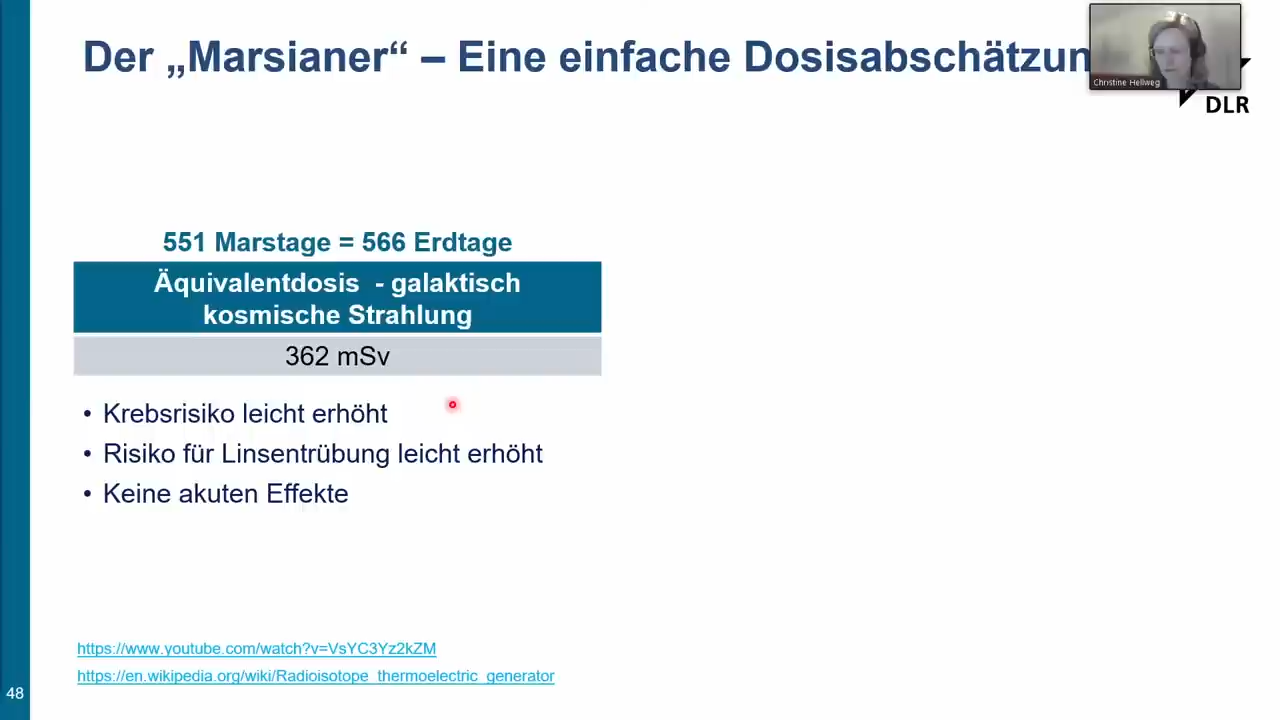 Der „Marsianer“ – Eine einfache Dosisabschätzun
Christine Hellweg
DLR
551 Marstage = 566 Erdtage
Äquivalentdosis - galaktisch
kosmische Strahlung
362 mSv
• Krebsrisiko leicht erhöht
• Risiko für Linsentrübung leicht erhöht
• Keine akuten Effekte
https://www.youtube.com/watch?v=VsYC3Yz2kZM
https://en.wikipedia.org/wiki/Radioisotope_thermoelectric_generator
48